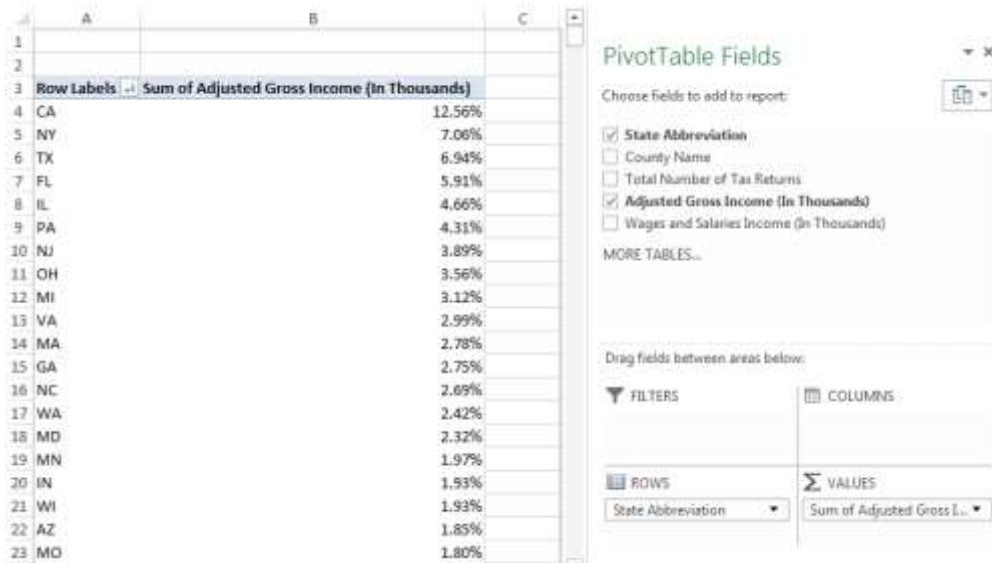 A B C
1
2
3 Row Labels Sum of Adjusted Gross Income (In Thousands)
4 CA 12.56%
5 NY 7.06%
6 TX 6.94%
7 FL 5.91%
8 IL 4.66%
9 PA 4.31%
10 NJ 3.89%
11 OH 3.56%
12 MI 3.12%
13 VA 2.99%
14 MA 2.78%
15 GA 2.75%
16 NC 2.69%
17 WA 2.42%
18 MD 2.32%
19 MN 1.97%
20 IN 1.93%
21 WI 1.93%
22 AZ 1.85%
23 MO 1.80%
PivotTable Fields
Choose fields to add to report:
State Abbreviation
County Name
Total Number of Tax Returns
Adjusted Gross Income (In Thousands)
Wages and Salaries Income (In Thousands)
MORE TABLES...
Drag fields between areas below:
FILTERS COLUMNS
ROWS VALUES
State Abbreviation Sum of Adjusted Gross I...